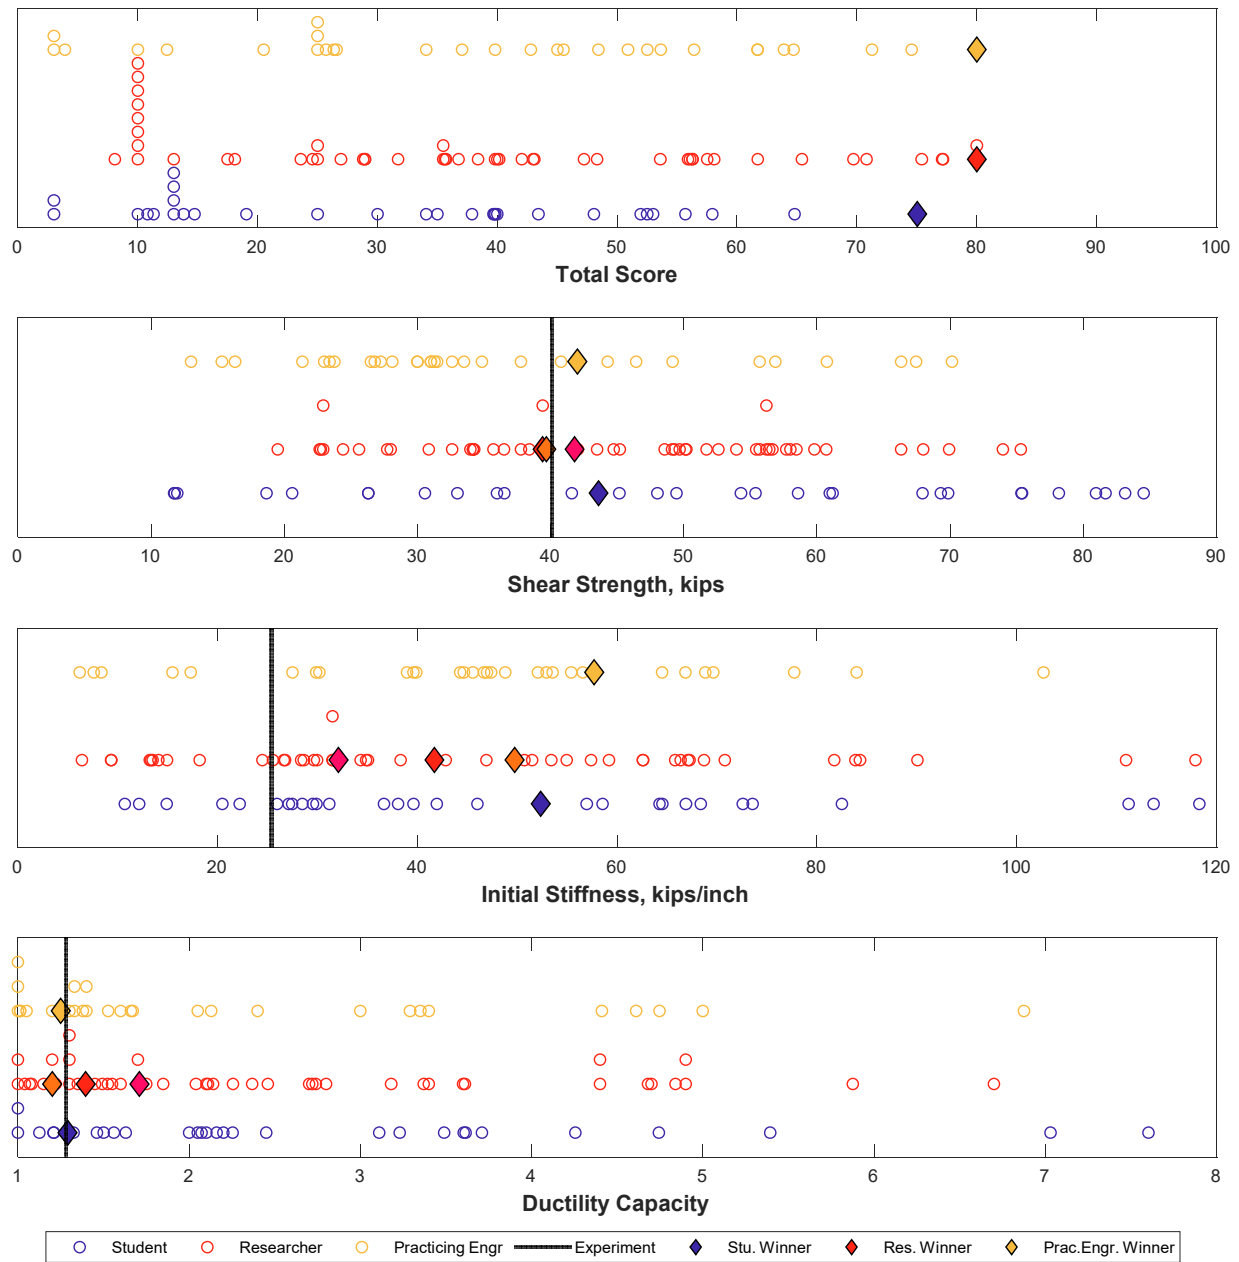 0 10 20 30 40 50 60 70 80 90 100
Total Score
0 10 20 30 40 50 60 70 80 90
Shear Strength, kips
0 20 40 60 80 100 120
Initial Stiffness, kips/inch
1 2 3 4 5 6 7 8
Ductility Capacity
Student Researcher Practicing Engr Experiment Stu. Winner Res. Winner Prac.Engr. Winner